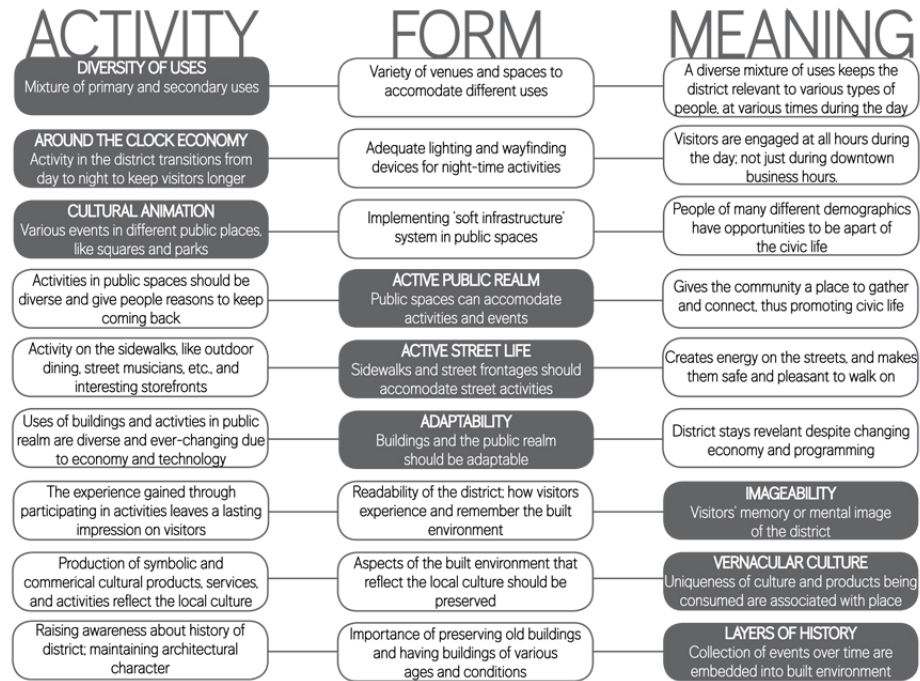 ACTIVITY FORM MEANING
DIVERSITY OF USES
Mixture of primary and secondary uses
Variety of venues and spaces to
accomodate different uses
A diverse mixture of uses keeps the
district relevant to various types of
people, at various times during the day
AROUND THE CLOCK ECONOMY
Activity in the district transitions from
day to night to keep visitors longer
Adequate lighting and wayfinding
devices for night-time activities
Visitors are engaged at all hours during
the day; not just during downtown
business hours.
CULTURAL ANIMATION
Various events in different public places,
like squares and parks
Implementing 'soft infrastructure'
system in public spaces
People of many different demographics
have opportunities to be apart of
the civic life
Activities in public spaces should be
diverse and give people reasons to keep
coming back
ACTIVE PUBLIC REALM
Public spaces can accomodate
activities and events
Gives the community a place to gather
and connect, thus promoting civic life
Activity on the sidewalks, like outdoor
dining, street musicians, etc., and
interesting storefronts
ACTIVE STREET LIFE
Sidewalks and street frontages should
accomodate street activities
Creates energy on the streets, and makes
them safe and pleasant to walk on
Uses of buildings and activties in public
realm are diverse and ever-changing due
to economy and technology
ADAPTABILITY
Buildings and the public realm
should be adaptable
District stays revelant despite changing
economy and programming
The experience gained through
participating in activities leaves a lasting
impression on visitors
Readability of the district; how visitors
experience and remember the built
environment
IMAGEABILITY
Visitors' memory or mental image
of the district
Production of symbolic and
commerical cultural products, services,
and activities reflect the local culture
Aspects of the built environment that
reflect the local culture should be
preserved
VERNACULAR CULTURE
Uniqueness of culture and products being
consumed are associated with place
Raising awareness about history of
district; maintaining architectural
character
Importance of preserving old buildings
and having buildings of various
ages and conditions
LAYERS OF HISTORY
Collection of events over time are
embedded into built environment